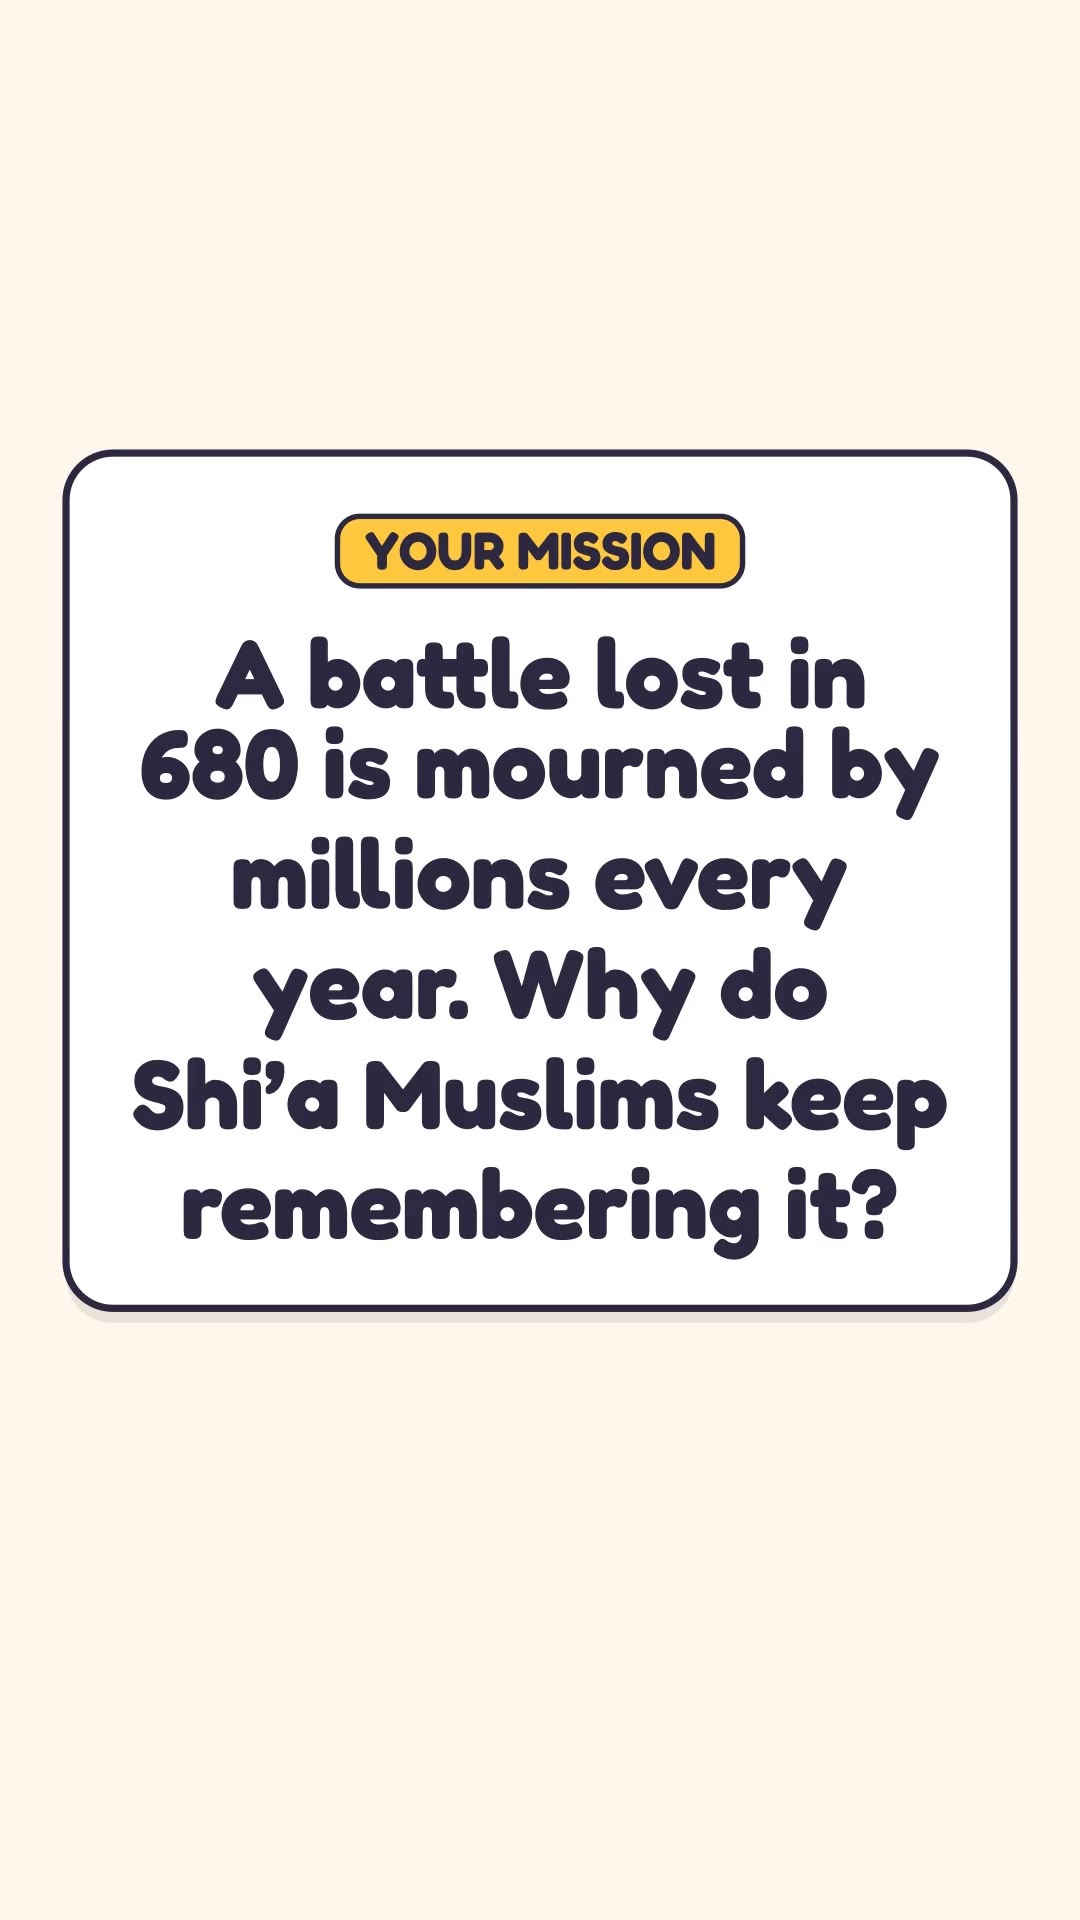 YOUR MISSION
A battle lost in
680 is mourned by
millions every
year. Why do
Shi’a Muslims keep
remembering it?